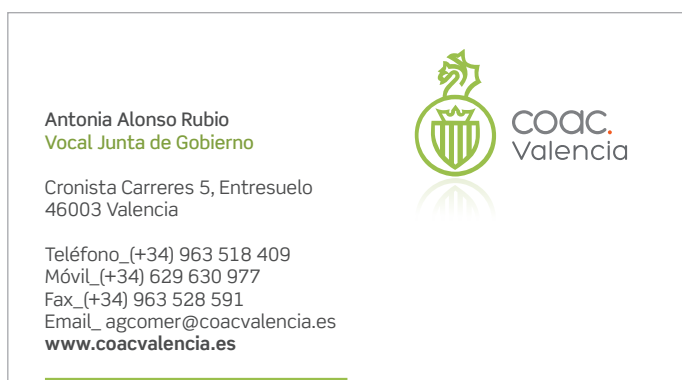 Antonia Alonso Rubio
Vocal Junta de Gobierno
Cronista Carreres 5, Entresuelo
46003 Valencia
Teléfono_(+34) 963 518 409
Móvil_(+34) 629 630 977
Fax_(+34) 963 528 591
Email_ agcomer@coacvalencia.es
www.coacvalencia.es
coac.
Valencia